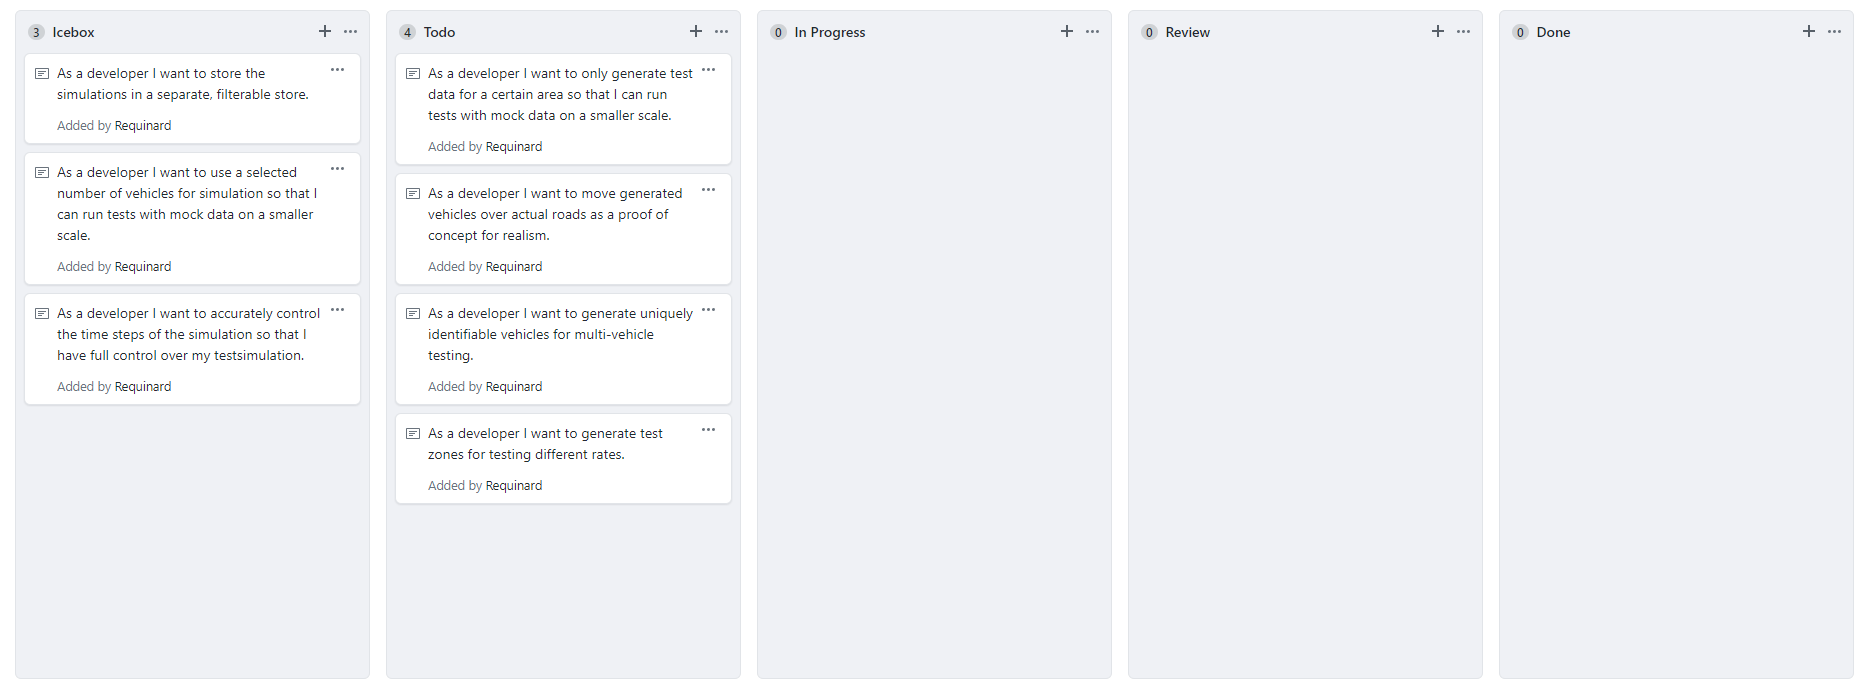 3 Icebox
As a developer I want to store the
simulations in a separate, filterable store.
Added by Requinard
As a developer I want to use a selected
number of vehicles for simulation so that I
can run tests with mock data on a smaller
scale.
Added by Requinard
As a developer I want to accurately control
the time steps of the simulation so that I
have full control over my testsimulation.
Added by Requinard
4 Todo
As a developer I want to only generate test
data for a certain area so that I can run
tests with mock data on a smaller scale.
Added by Requinard
As a developer I want to move generated
vehicles over actual roads as a proof of
concept for realism.
Added by Requinard
As a developer I want to generate uniquely
identifiable vehicles for multi-vehicle
testing.
Added by Requinard
As a developer I want to generate test
zones for testing different rates.
Added by Requinard
0 In Progress
0 Review
0 Done